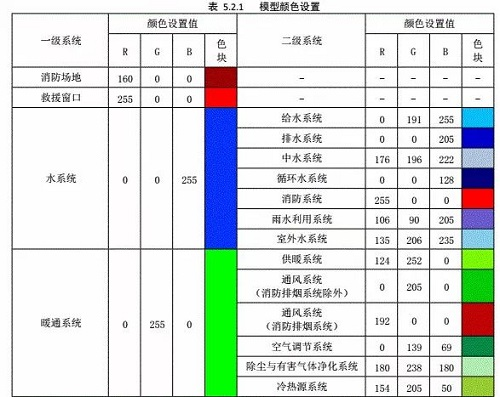 表 5.2.1 模型颜色设置
一级系统 颜色设置值 二级系统 颜色设置值
R G B 色块 R G B 色块
消防场地 160 0 0 – – – – –
救援窗口 255 0 0 – – – – –
水系统 0 0 255
给水系统 0 191 255
排水系统 0 0 205
中水系统 176 196 222
循环水系统 0 0 128
消防系统 255 0 0
雨水利用系统 106 90 205
室外水系统 135 206 235
暖通系统 0 255 0
供暖系统 124 252 0
通风系统
（消防排烟系统除外） 0 205 0
通风系统
（消防排烟系统） 192 0 0
空气调节系统 0 139 69
除尘与有害气体净化系统 180 238 180
冷热源系统 154 205 50